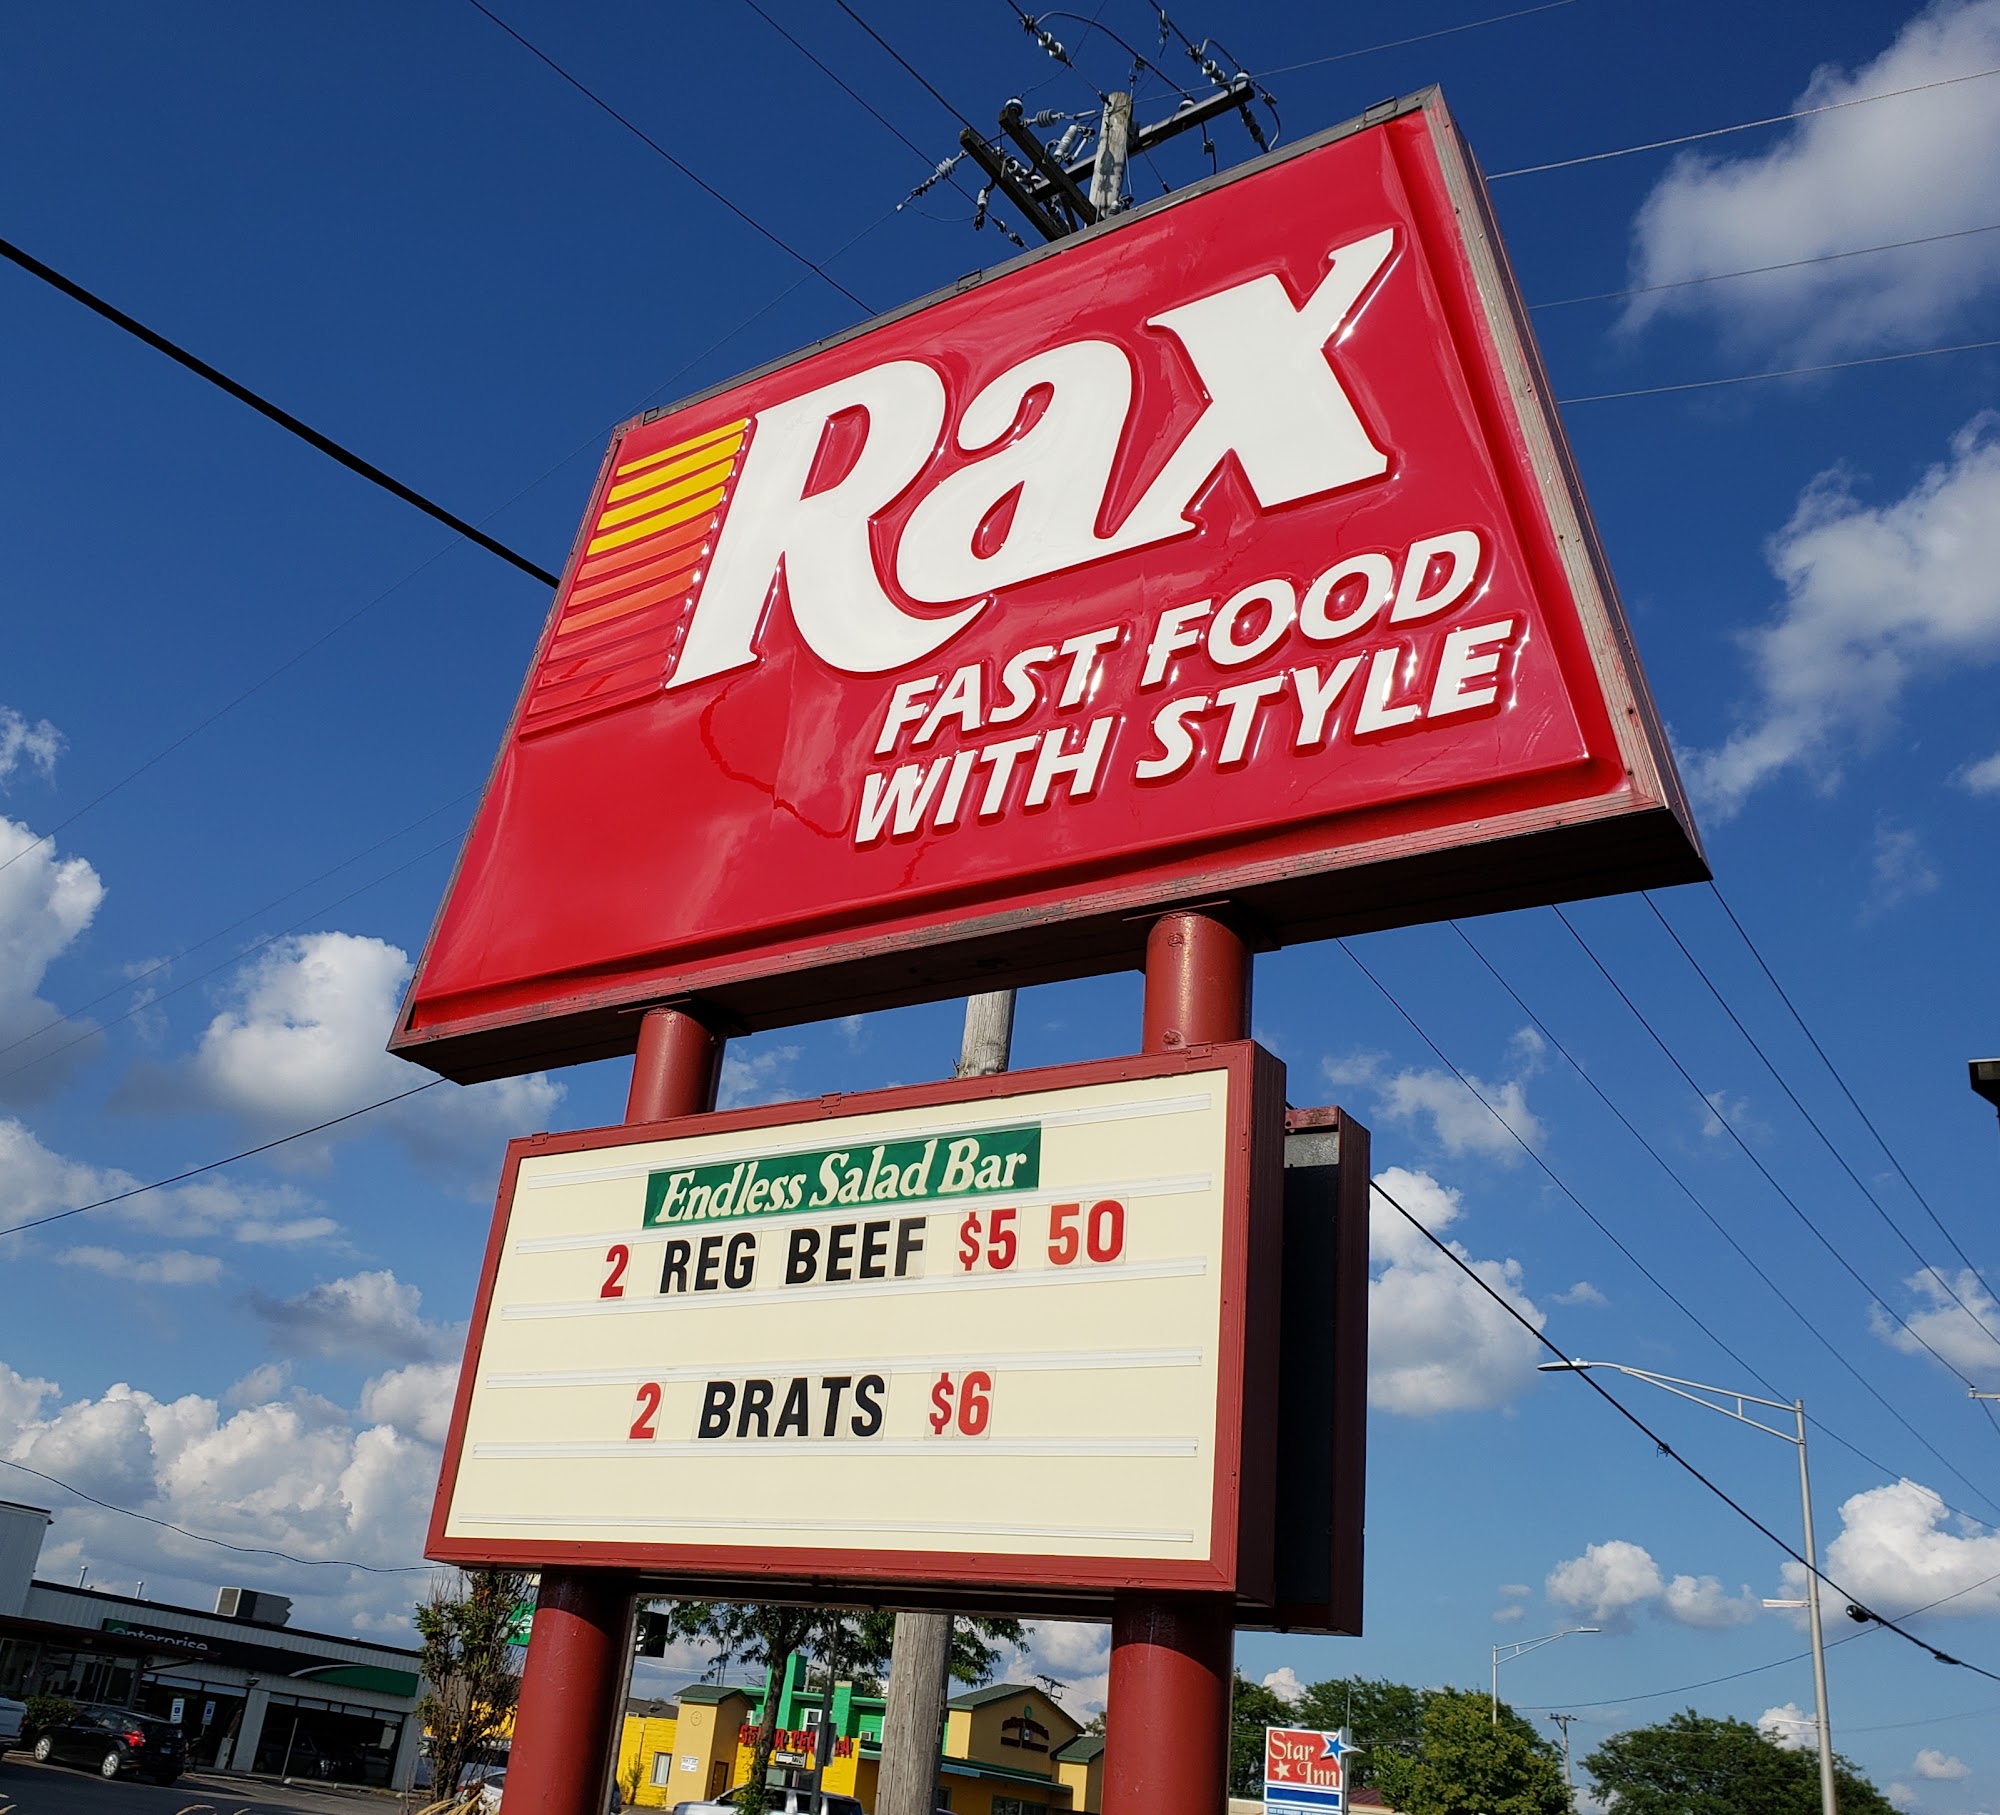 Rax
FAST FOOD
WITH STYLE
Endless Salad Bar
2 REG BEEF $5 50
2 BRATS $6
enterprise
Star
Inn